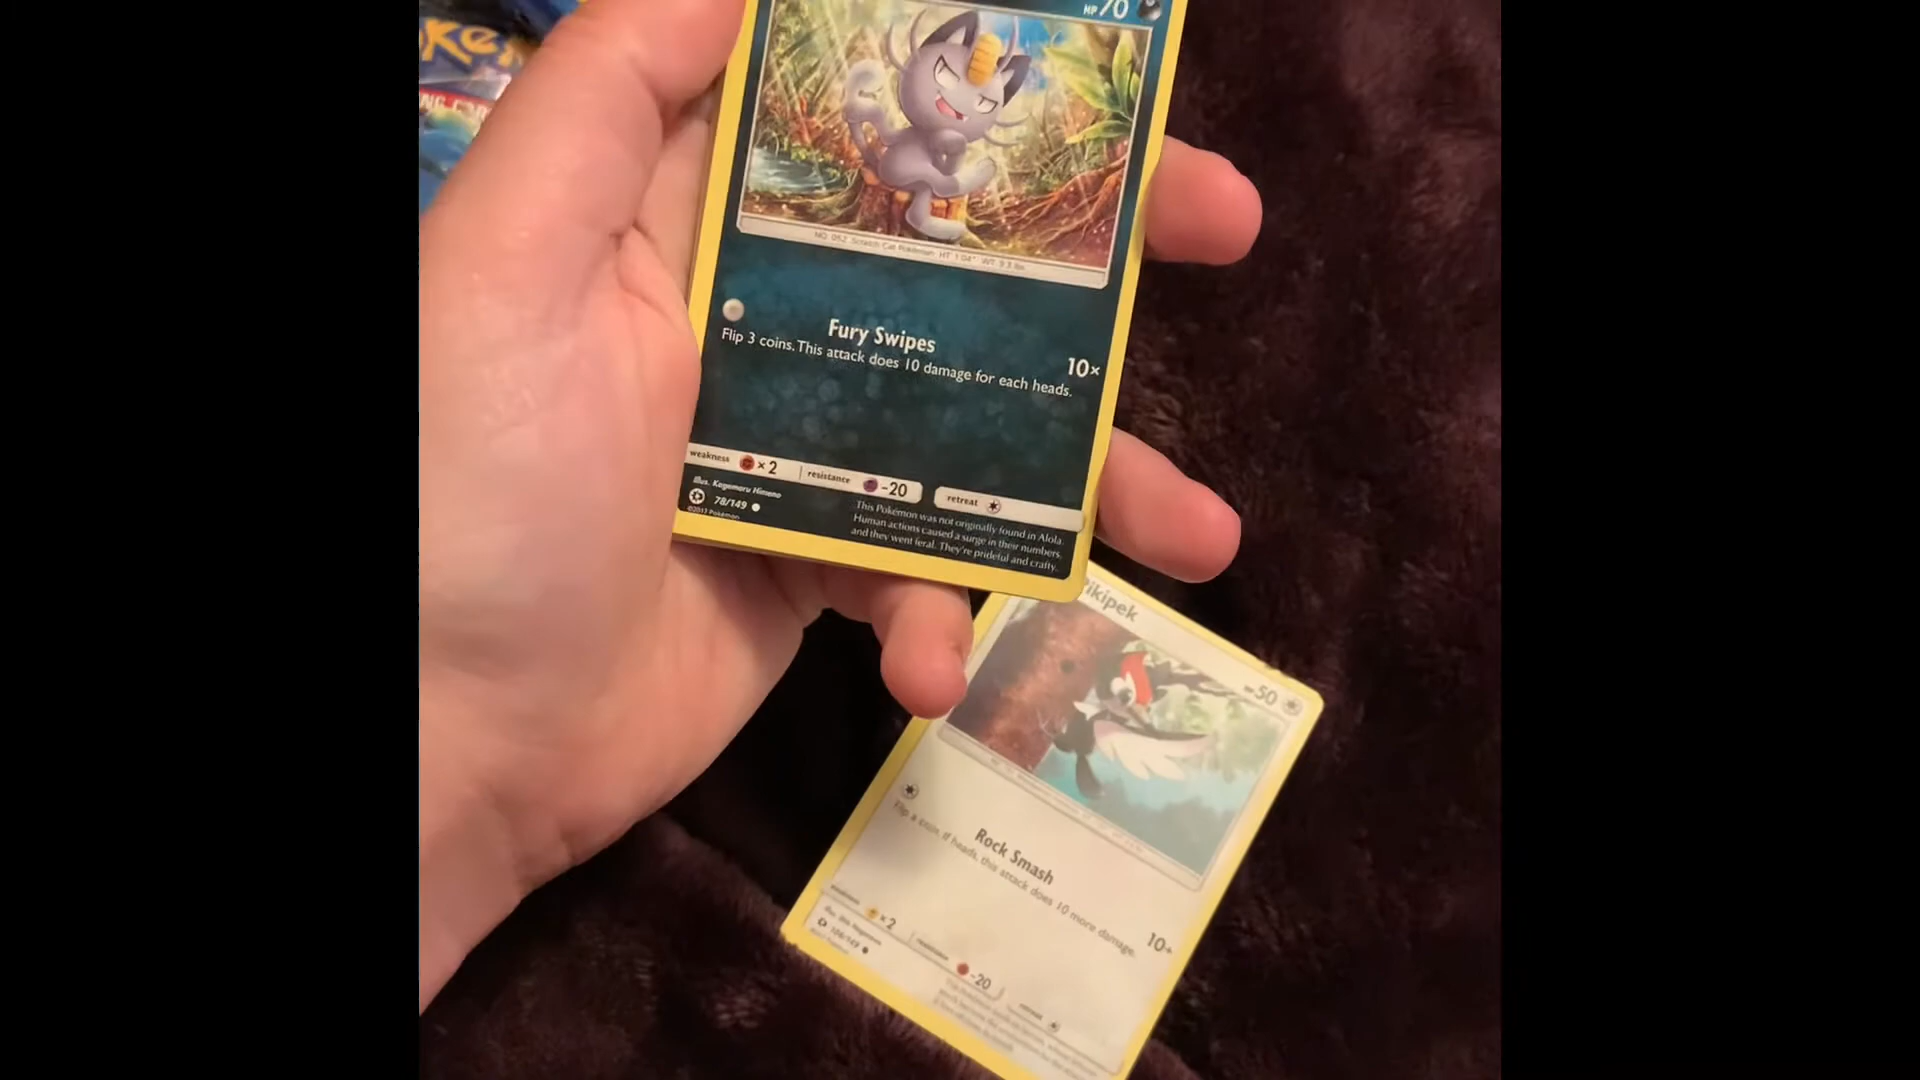 HP 70
NO. 052 Scratch Cat Pokémon HT: 1'04" WT: 9.3 lbs.
Fury Swipes
10×
Flip 3 coins. This attack does 10 damage for each heads.
weakness ×2 resistance -20 retreat
Illus. Kagemaru Himeno
78/149
©2017 Pokémon
This Pokémon was not originally found in Alola.
Human actions caused a surge in their numbers,
and they went feral. They're prideful and crafty.
Pikipek
50
Rock Smash
10+
Flip a coin. If heads, this attack does 10 more damage.
weakness ×2
resistance -20
retreat